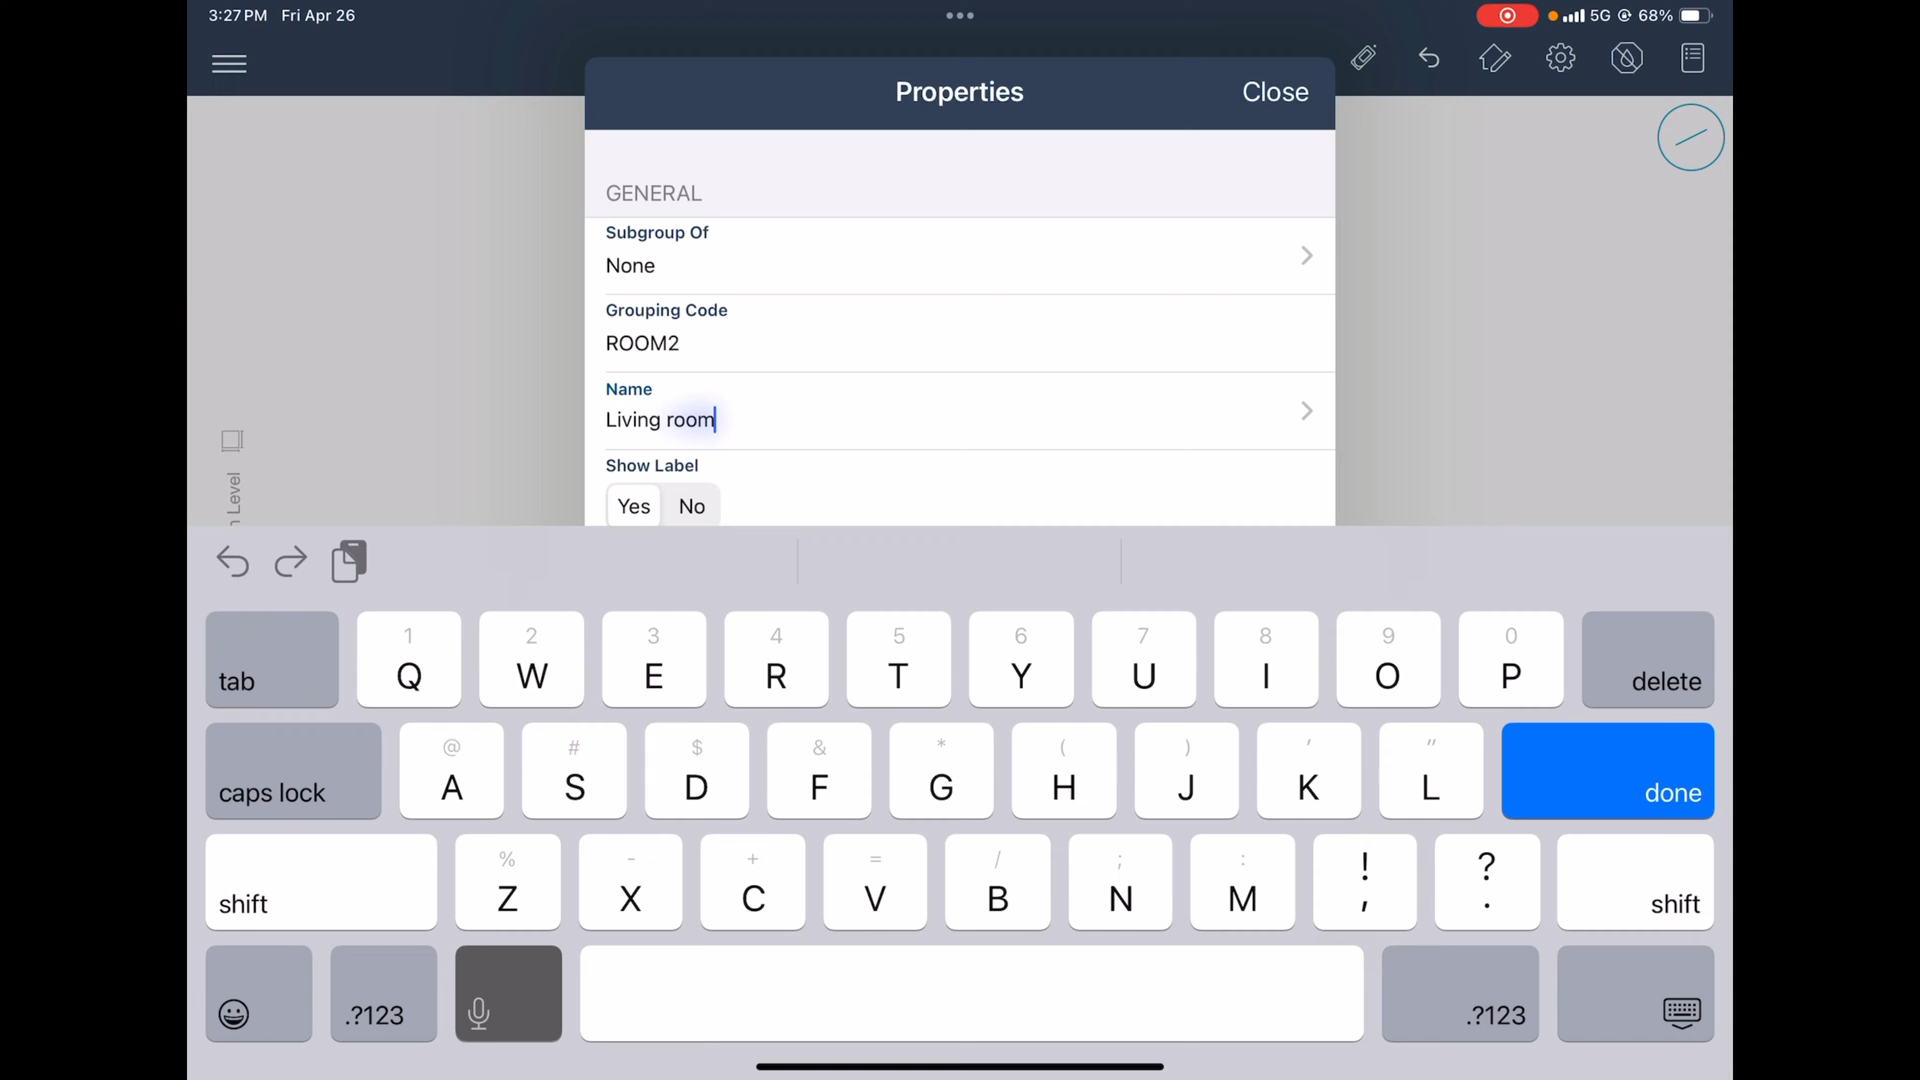 3:27 PM Fri Apr 26
5G 68%
Properties
Close
GENERAL
Subgroup Of
None
Grouping Code
ROOM2
Name
Living room
Show Label
Yes No
Level
1 2 3 4 5 6 7 8 9 0
tab Q W E R T Y U I O P delete
@ # $ & * ( ) ' "
caps lock A S D F G H J K L done
% - + = / ; : ! ?
shift Z X C V B N M , . shift
.?123 .?123